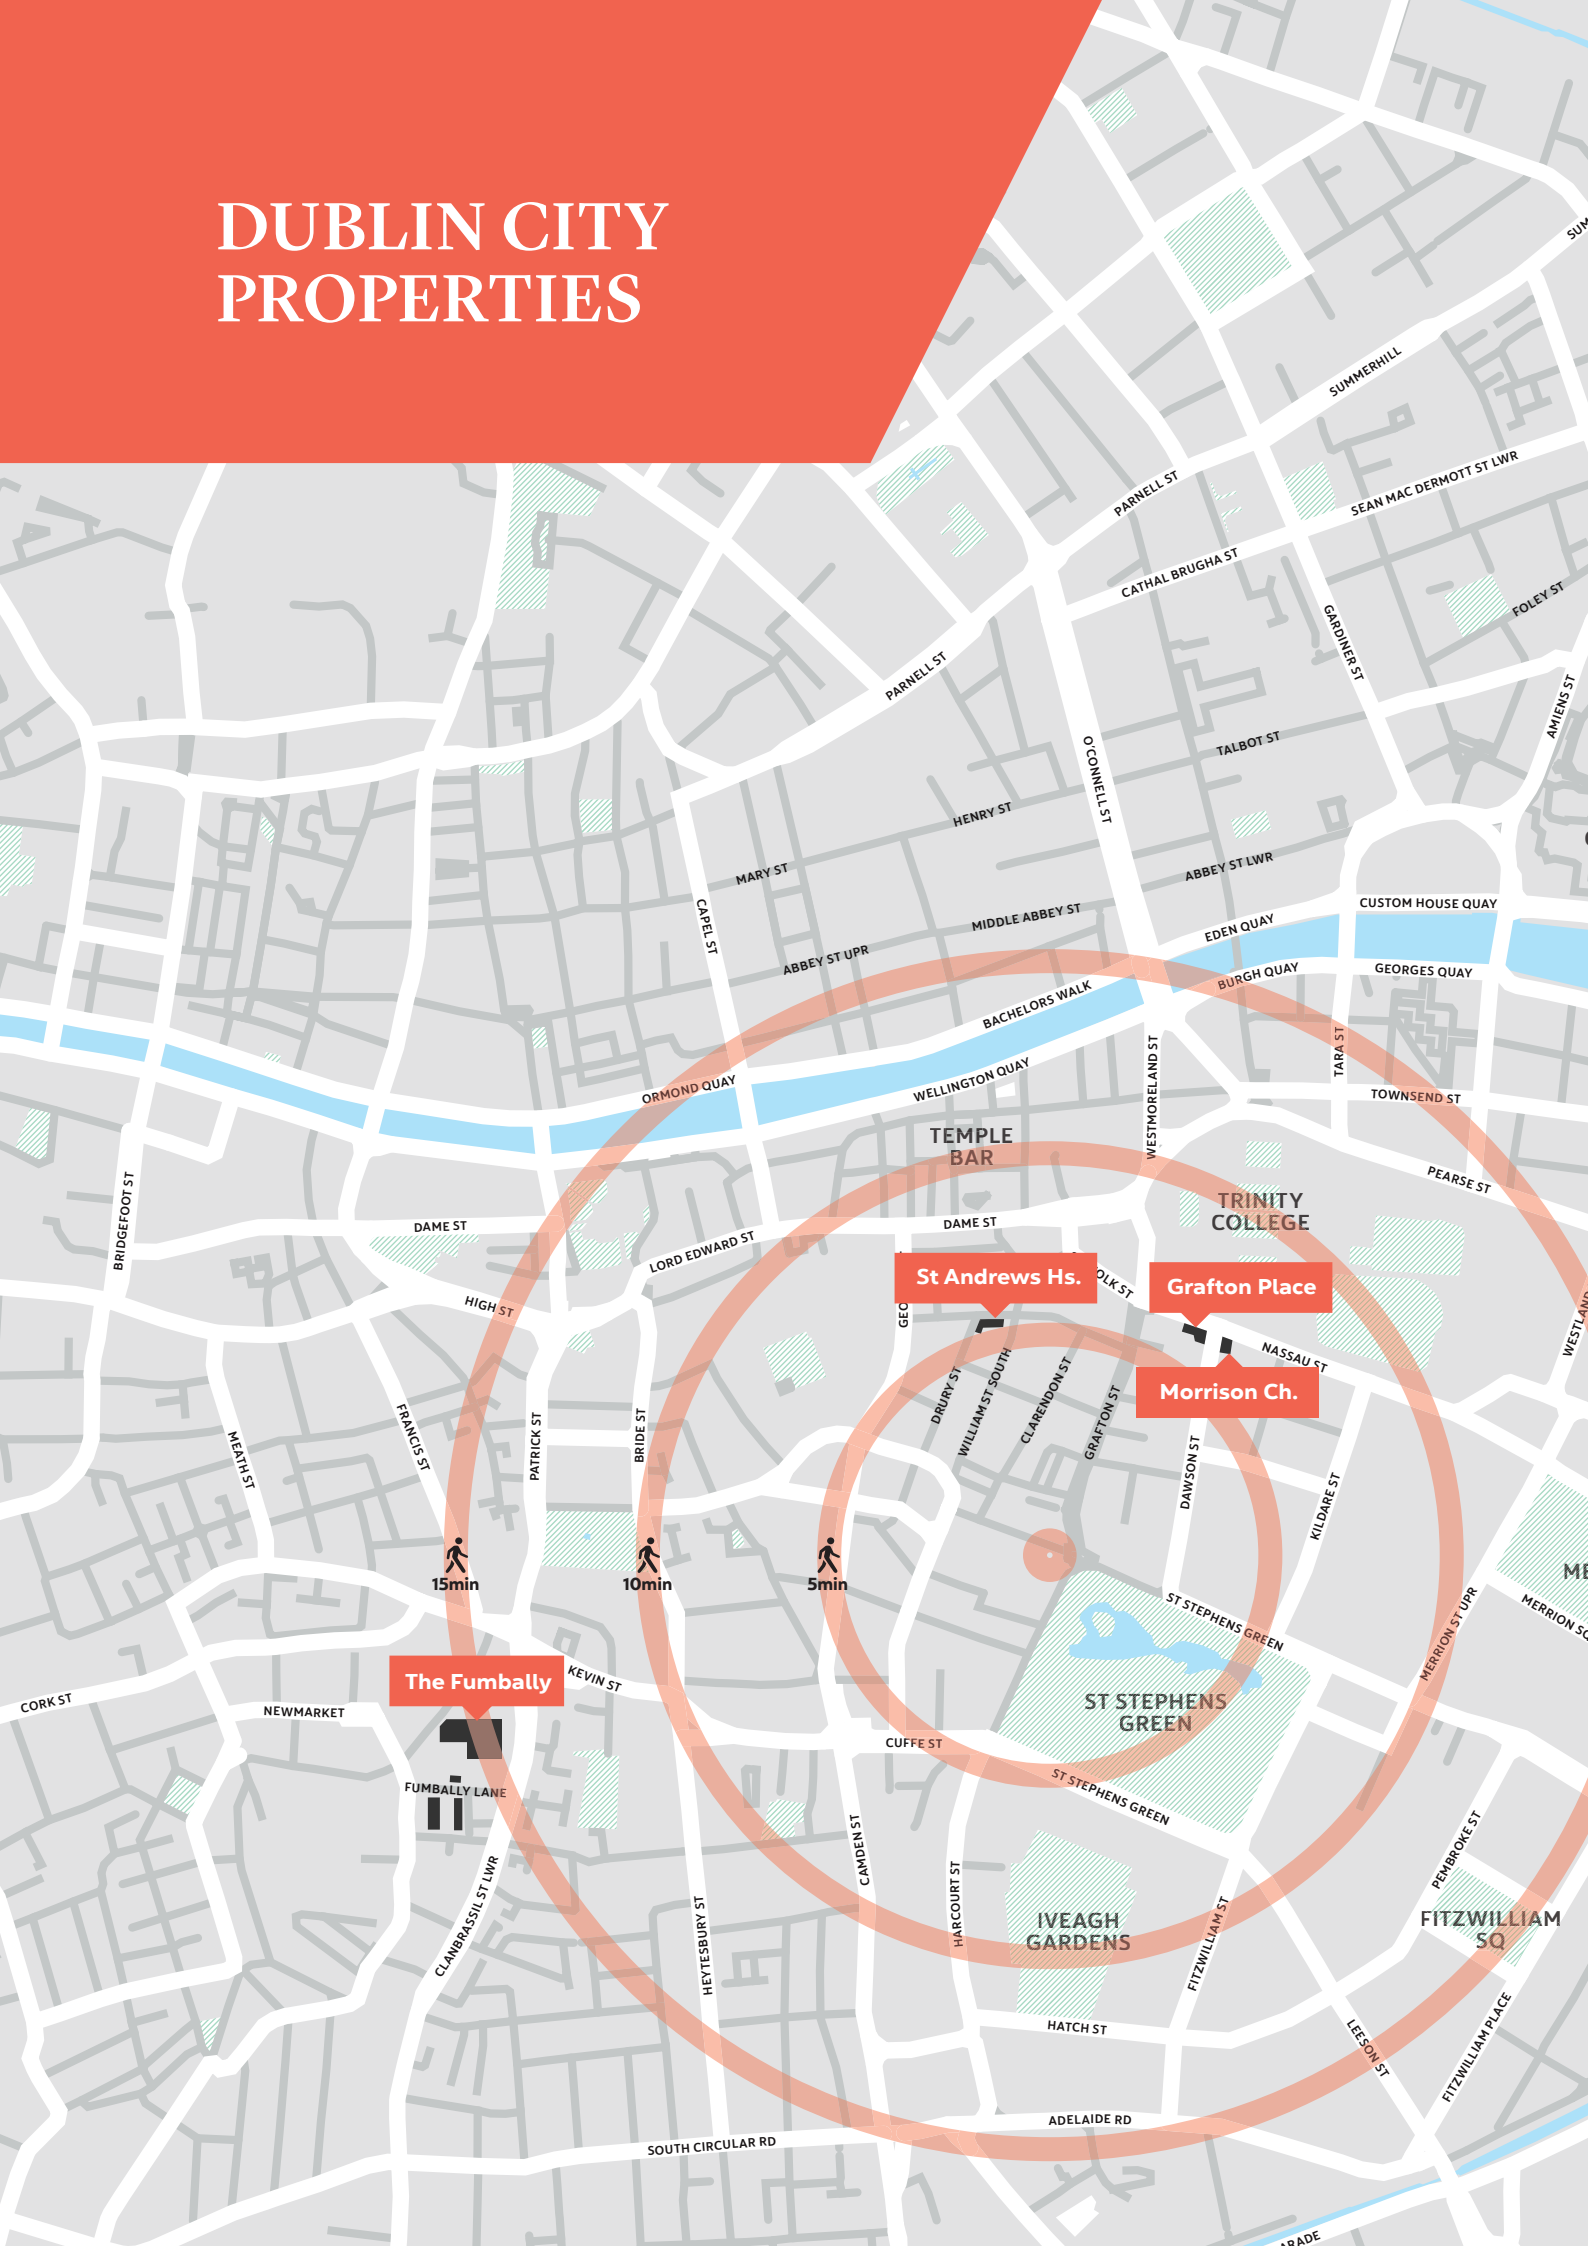 DUBLIN CITY
PROPERTIES
SUMMERHILL
PARNELL ST
SEAN MAC DERMOTT ST LWR
CATHAL BRUGHA ST
FOLEY ST
GARDINER ST
PARNELL ST
AMIENS ST
O'CONNELL ST
TALBOT ST
HENRY ST
MARY ST
ABBEY ST LWR
CAPEL ST
MIDDLE ABBEY ST
CUSTOM HOUSE QUAY
EDEN QUAY
ABBEY ST UPR
BURGH QUAY
GEORGES QUAY
BACHELORS WALK
TARA ST
ORMOND QUAY
WELLINGTON QUAY
WESTMORELAND ST
TOWNSEND ST
TEMPLE
BAR
PEARSE ST
TRINITY
COLLEGE
BRIDGEFOOT ST
DAME ST
DAME ST
LORD EDWARD ST
St Andrews Hs.
OLK ST
Grafton Place
HIGH ST
GEO
NASSAU ST
WESTLAND
Morrison Ch.
DRURY ST
WILLIAM ST SOUTH
CLARENDON ST
GRAFTON ST
MEATH ST
FRANCIS ST
PATRICK ST
BRIDE ST
DAWSON ST
KILDARE ST
15min
10min
5min
ME
MERRION SQ
ST STEPHENS GREEN
MERRION ST UPR
The Fumbally
KEVIN ST
CORK ST
NEWMARKET
ST STEPHENS
GREEN
CUFFE ST
FUMBALLY LANE
ST STEPHENS GREEN
CAMDEN ST
PEMBROKE ST
CLANBRASSIL ST LWR
HARCOURT ST
IVEAGH
GARDENS
FITZWILLIAM
SQ
HEYTESBURY ST
FITZWILLIAM ST
HATCH ST
LEESON ST
FITZWILLIAM PLACE
ADELAIDE RD
SOUTH CIRCULAR RD
ARADE